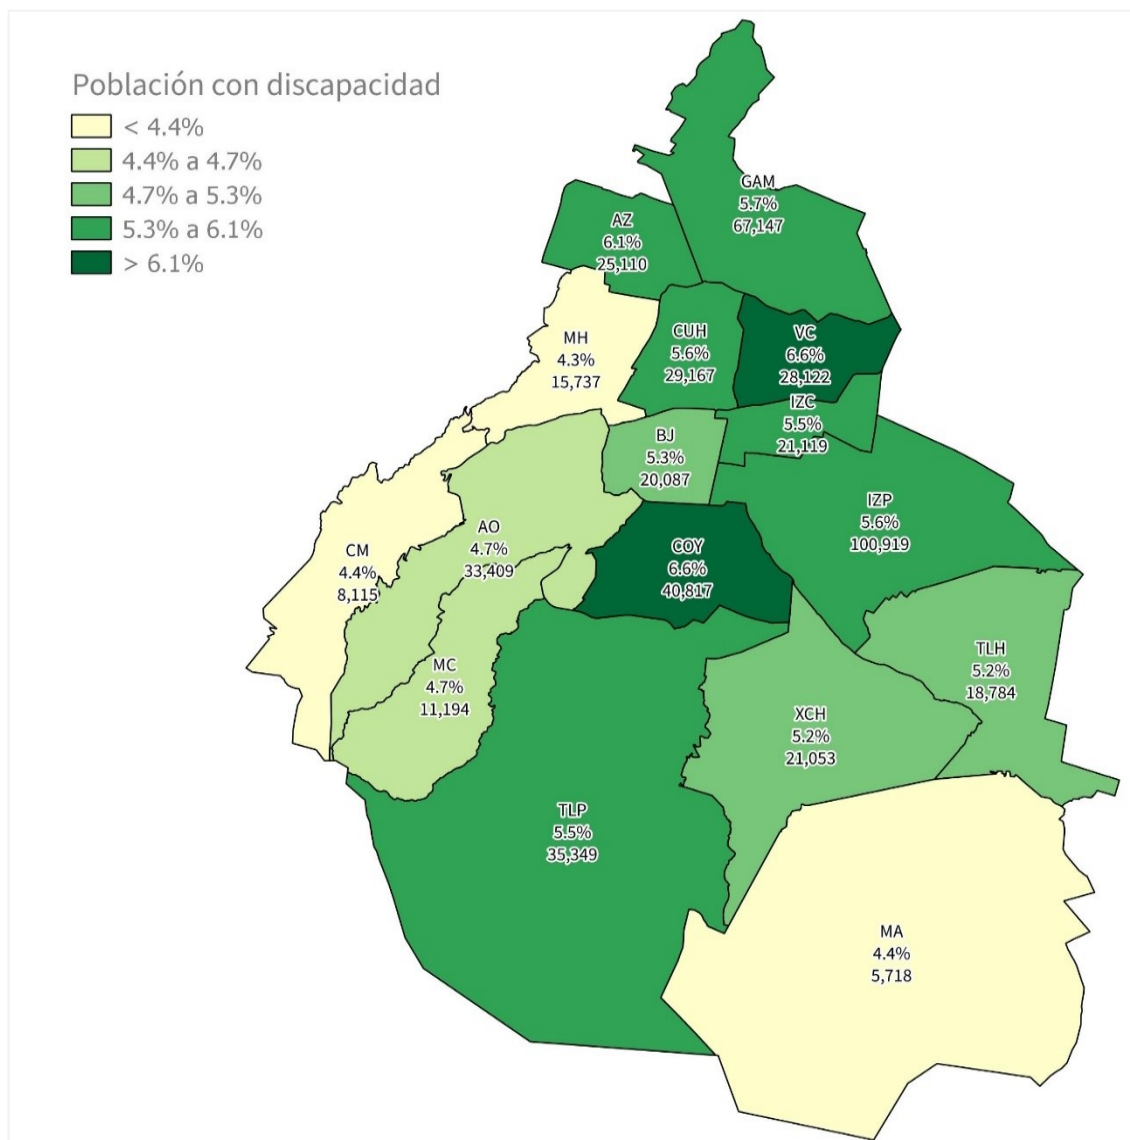 Población con discapacidad
< 4.4%
4.4% a 4.7%
4.7% a 5.3%
5.3% a 6.1%
> 6.1%
GAM
5.7%
67,147
AZ
6.1%
25,110
MH
4.3%
15,737
CUH
5.6%
29,167
VC
6.6%
28,122
IZC
5.5%
21,119
BJ
5.3%
20,087
IZP
5.6%
100,919
AO
4.7%
33,409
COY
6.6%
40,817
CM
4.4%
8,115
TLH
5.2%
18,784
MC
4.7%
11,194
XCH
5.2%
21,053
TLP
5.5%
35,349
MA
4.4%
5,718